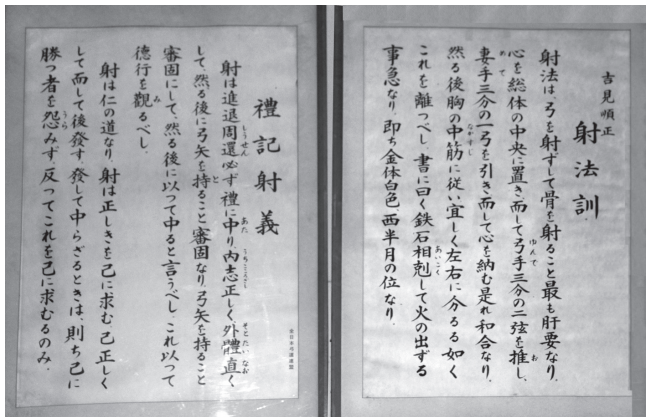 射法訓
吉見順正
射法は、弓を射ずして骨を射ること最も肝要なり。
心を総体の中央に置き而して弓手三分の二弦を推し、
妻手三分の一弓を引き而して心を納む是れ和合なり。
然る後胸の中筋に従い宜しく左右に分るる如く
これを離つべし。書に曰く鉄石相剋して火の出ずる
事急なり。即ち金体白色、西半月の位なり。
禮記射義
射は進退周還必ず禮に中り、内志正しく、外體直く
して、然る後に弓矢を持ること審固なり。弓矢を持ること
審固にして、然る後に以つて中ると言うべし。これ以つて
徳行を觀るべし。
射は仁の道なり。射は正しきを己に求む。己正しく
して而して後發す。發して中らざるときは、則ち己に
勝つ者を怨みず。反ってこれを己に求むるのみ。
全日本弓道連盟